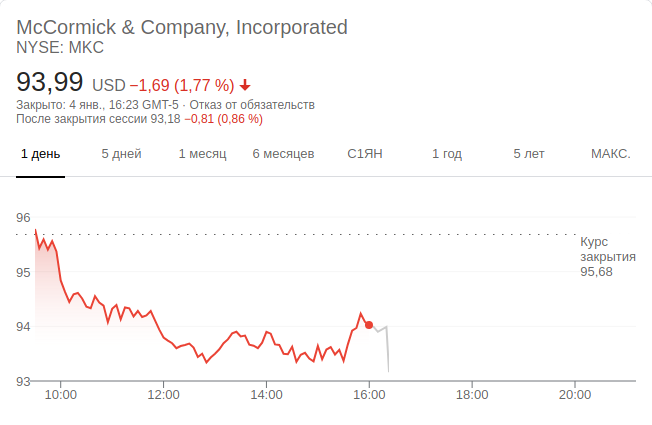 McCormick & Company, Incorporated
NYSE: MKC
93,99 USD −1,69 (1,77 %)
Закрыто: 4 янв., 16:23 GMT-5 · Отказ от обязательств
После закрытия сессии 93,18 −0,81 (0,86 %)
1 день 5 дней 1 месяц 6 месяцев С1ЯН 1 год 5 лет МАКС.
96
Курс
закрытия
95,68
95
94
93
10:00 12:00 14:00 16:00 18:00 20:00